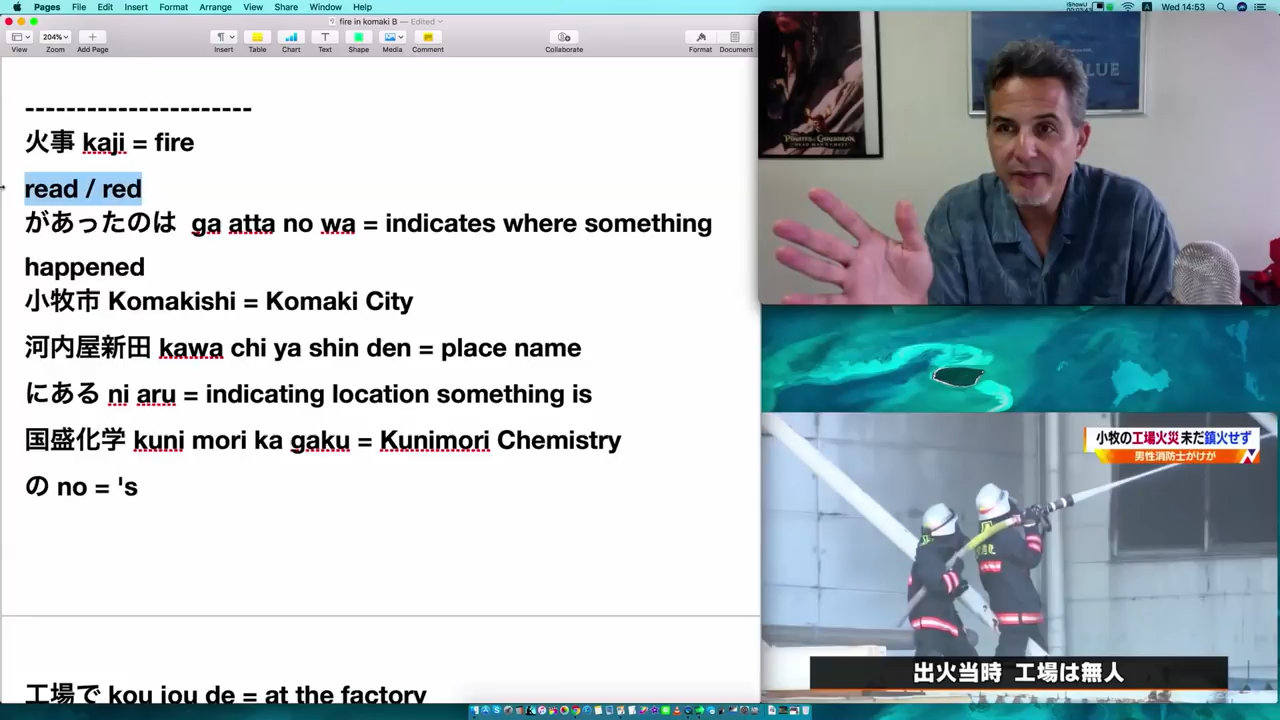 Pages File Edit Insert Format Arrange View Share Window Help
Wed 14:53
fire in komaki B — Edited
204%
View Zoom Add Page
Insert Table Chart Text Shape Media Comment
Collaborate
Format Document
----------------------
火事 kaji = fire
read / red
があったのは ga atta no wa = indicates where something
happened
小牧市 Komakishi = Komaki City
河内屋新田 kawa chi ya shin den = place name
にある ni aru = indicating location something is
国盛化学 kuni mori ka gaku = Kunimori Chemistry
の no = 's
工場で kou jou de = at the factory
PIRATES of the CARIBBEAN
BLUE
小牧の工場火災 未だ鎮火せず
男性消防士がけが
出火当時 工場は無人